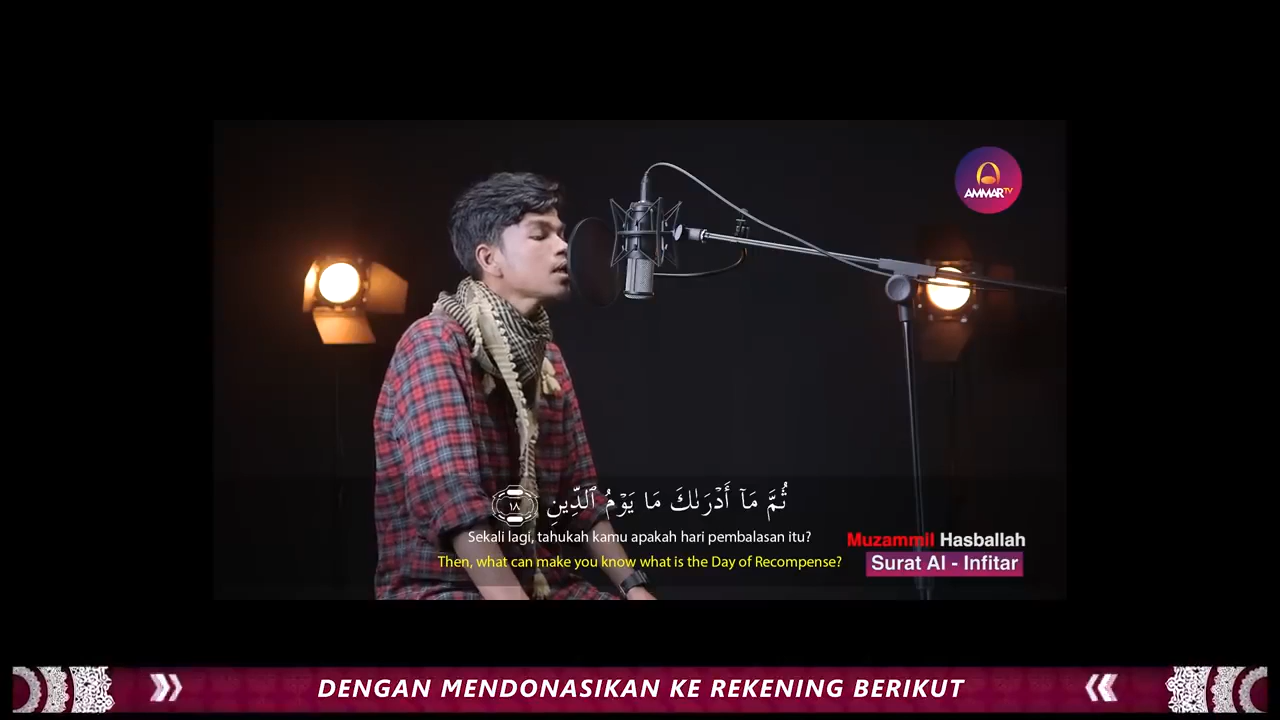 AMMARTV
ثُمَّ مَآ أَدْرَىٰكَ مَا يَوْمُ ٱلدِّينِ ١٨
Sekali lagi, tahukah kamu apakah hari pembalasan itu?
Then, what can make you know what is the Day of Recompense?
Muzammil Hasballah
Surat Al - Infitar
DENGAN MENDONASIKAN KE REKENING BERIKUT